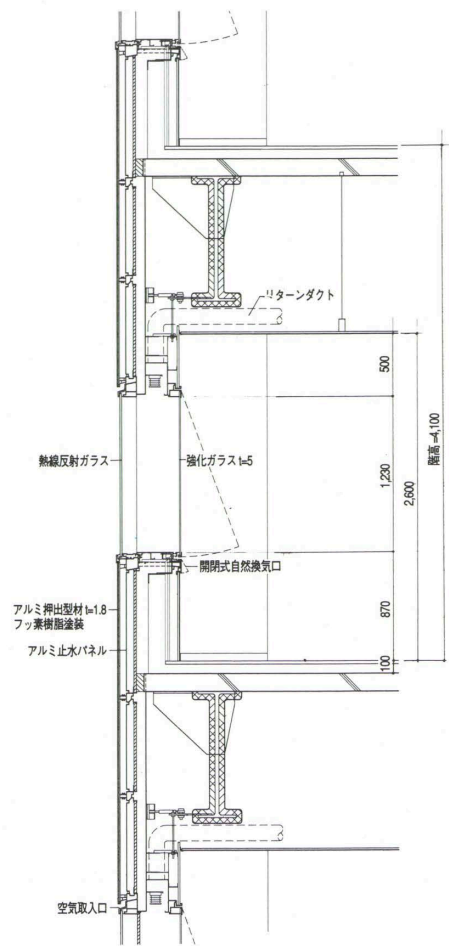 リターンダクト
500
階高=4,100
熱線反射ガラス
強化ガラス t=5
1,230
2,600
開閉式自然換気口
アルミ押出型材 t=1.8
フッ素樹脂塗装
870
アルミ止水パネル
100
空気取入口